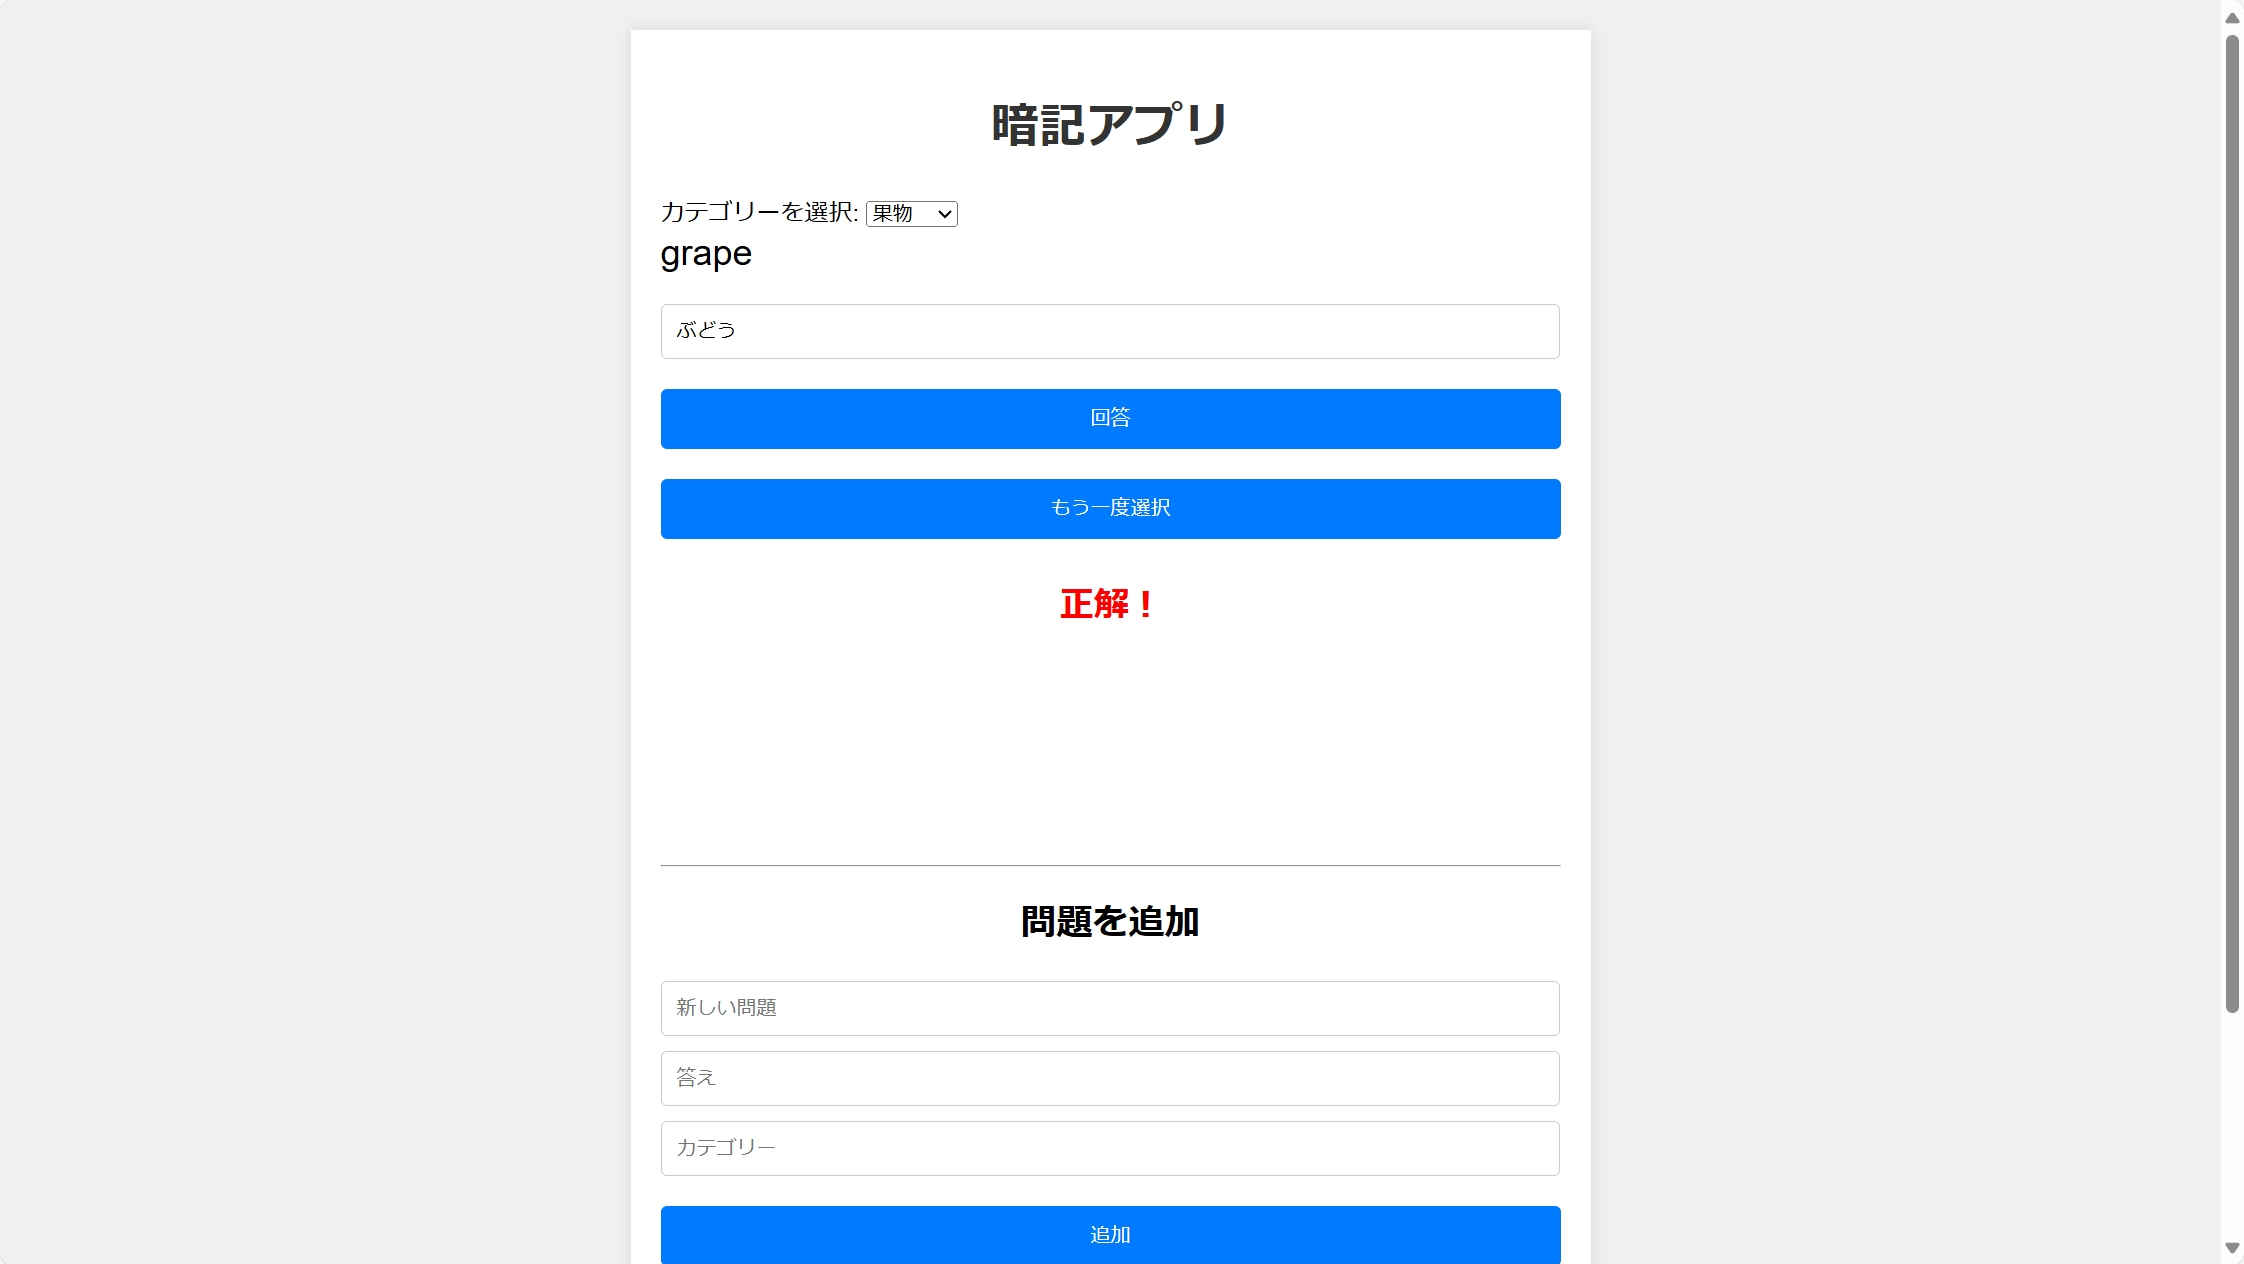 暗記アプリ
カテゴリーを選択: 果物
grape
ぶどう
回答
もう一度選択
正解！
問題を追加
新しい問題
答え
カテゴリー
追加